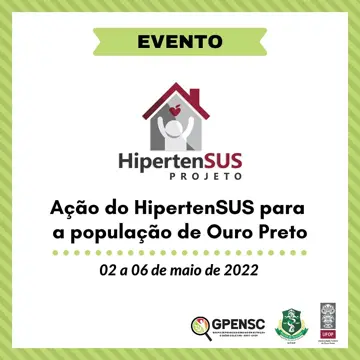 EVENTO
HipertenSUS
PROJETO
Ação do HipertenSUS para
a população de Ouro Preto
02 a 06 de maio de 2022
GPENSC
UFOP